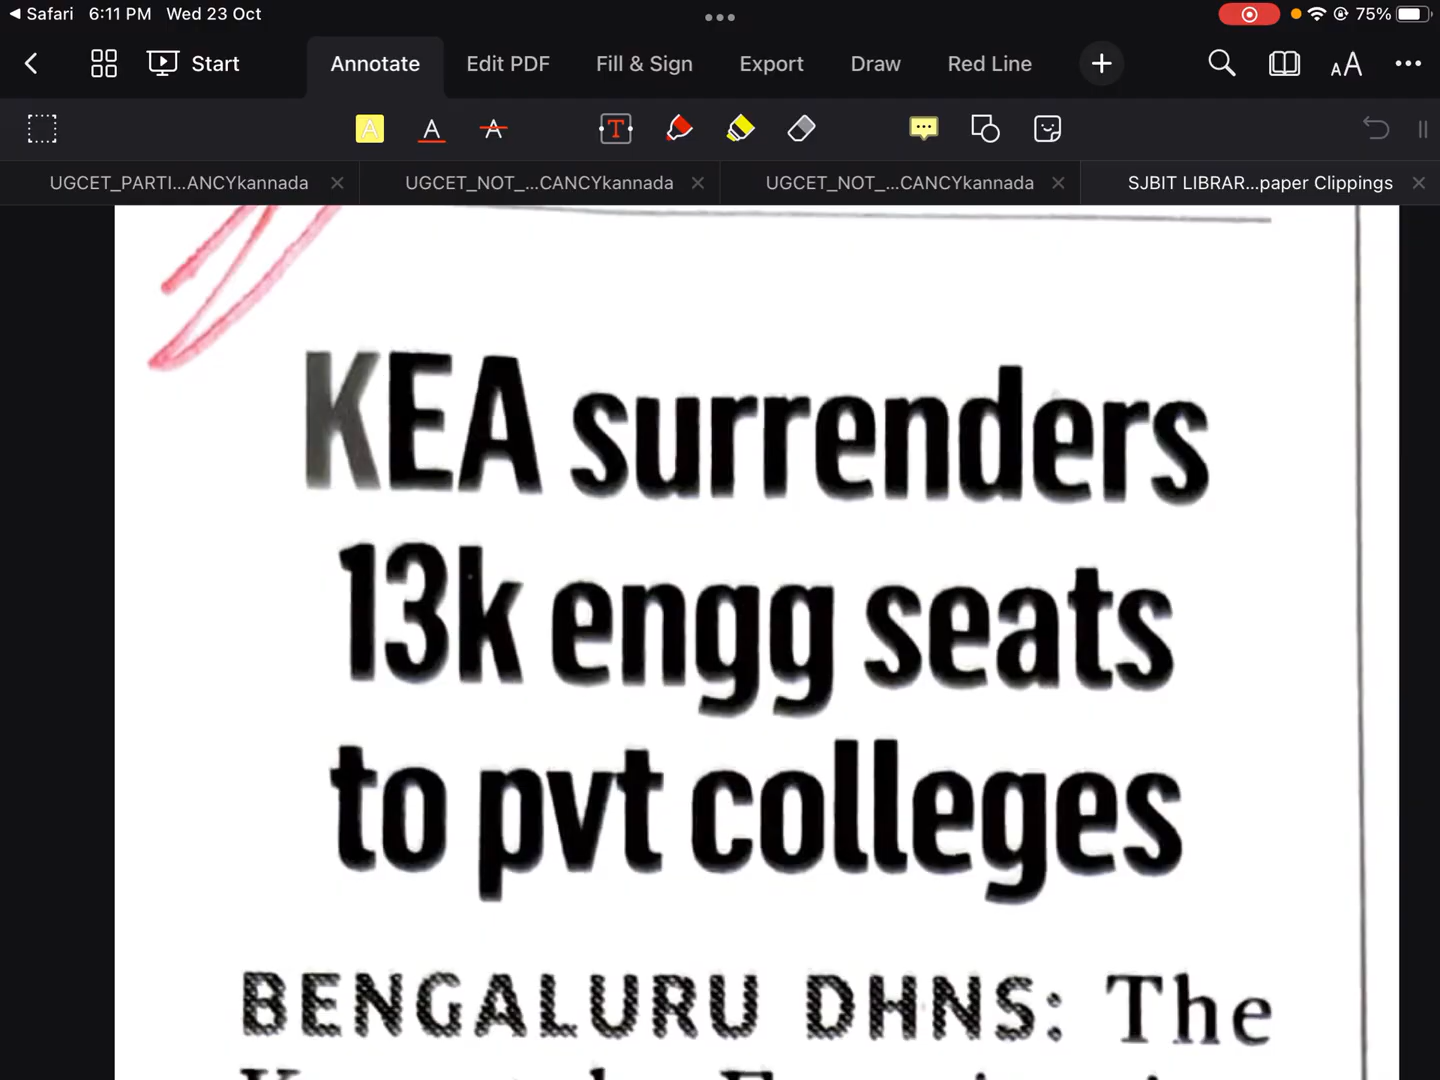 Safari 6:11 PM Wed 23 Oct 75%
Start Annotate Edit PDF Fill & Sign Export Draw Red Line
UGCET_PARTI...ANCYkannada UGCET_NOT_...CANCYkannada UGCET_NOT_...CANCYkannada SJBIT LIBRAR...paper Clippings
KEA surrenders
13k engg seats
to pvt colleges
BENGALURU DHNS: The